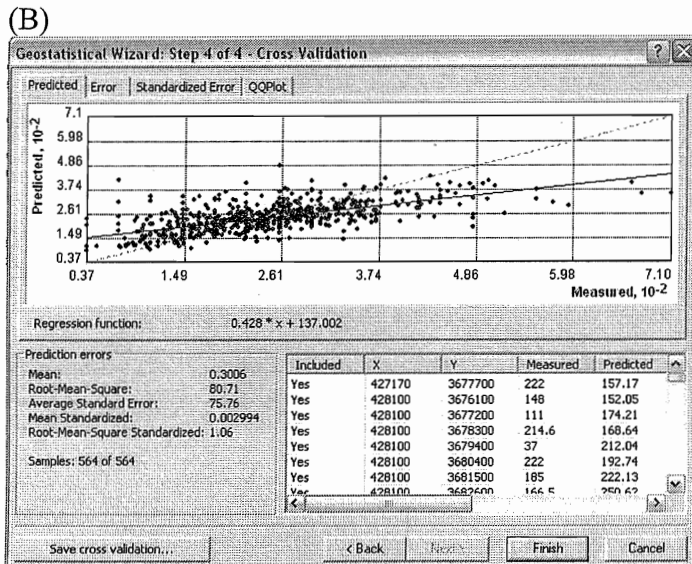 (B)
Geostatistical Wizard: Step 4 of 4 - Cross Validation
Predicted Error Standardized Error QQPlot
Predicted, 10⁻²
7.1
5.98
4.86
3.74
2.61
1.49
0.37
0.37 1.49 2.61 3.74 4.86 5.98 7.10
Measured, 10⁻²
Regression function: 0.428 * x + 137.002
Prediction errors
Mean: 0.3006
Root-Mean-Square: 80.71
Average Standard Error: 75.76
Mean Standardized: 0.002994
Root-Mean-Square Standardized: 1.06
Samples: 564 of 564
Included X Y Measured Predicted
Yes 427170 3677700 222 157.17
Yes 428100 3676100 148 152.05
Yes 428100 3677200 111 174.21
Yes 428100 3678300 214.6 168.64
Yes 428100 3679400 37 212.04
Yes 428100 3680400 222 192.74
Yes 428100 3681500 185 222.13
Yes 428100 3682600 166.5 250.62
Save cross validation... < Back Next > Finish Cancel